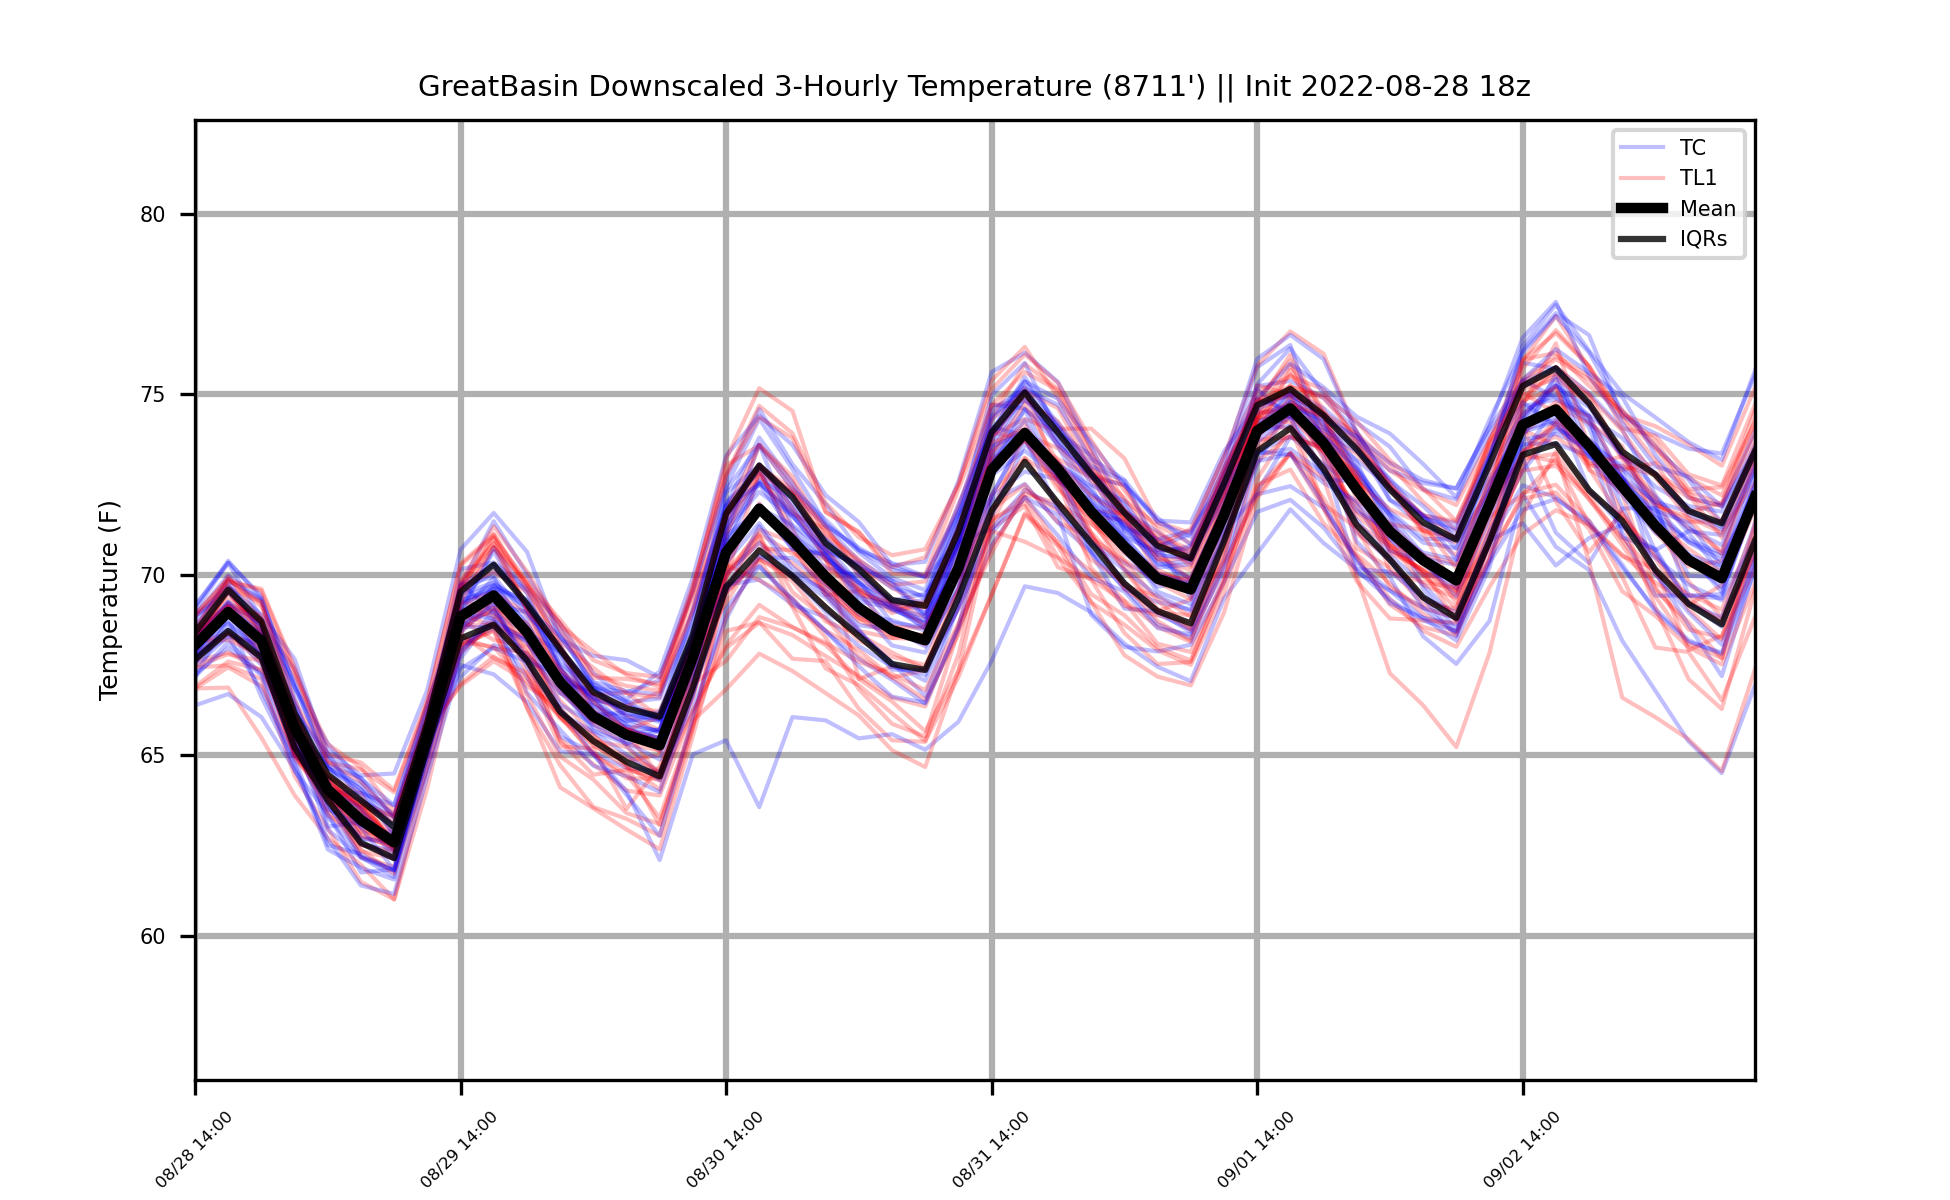 GreatBasin Downscaled 3-Hourly Temperature (8711') || Init 2022-08-28 18z
TC
TL1
Mean
IQRs
Temperature (F)
80
75
70
65
60
08/28 14:00
08/29 14:00
08/30 14:00
08/31 14:00
09/01 14:00
09/02 14:00